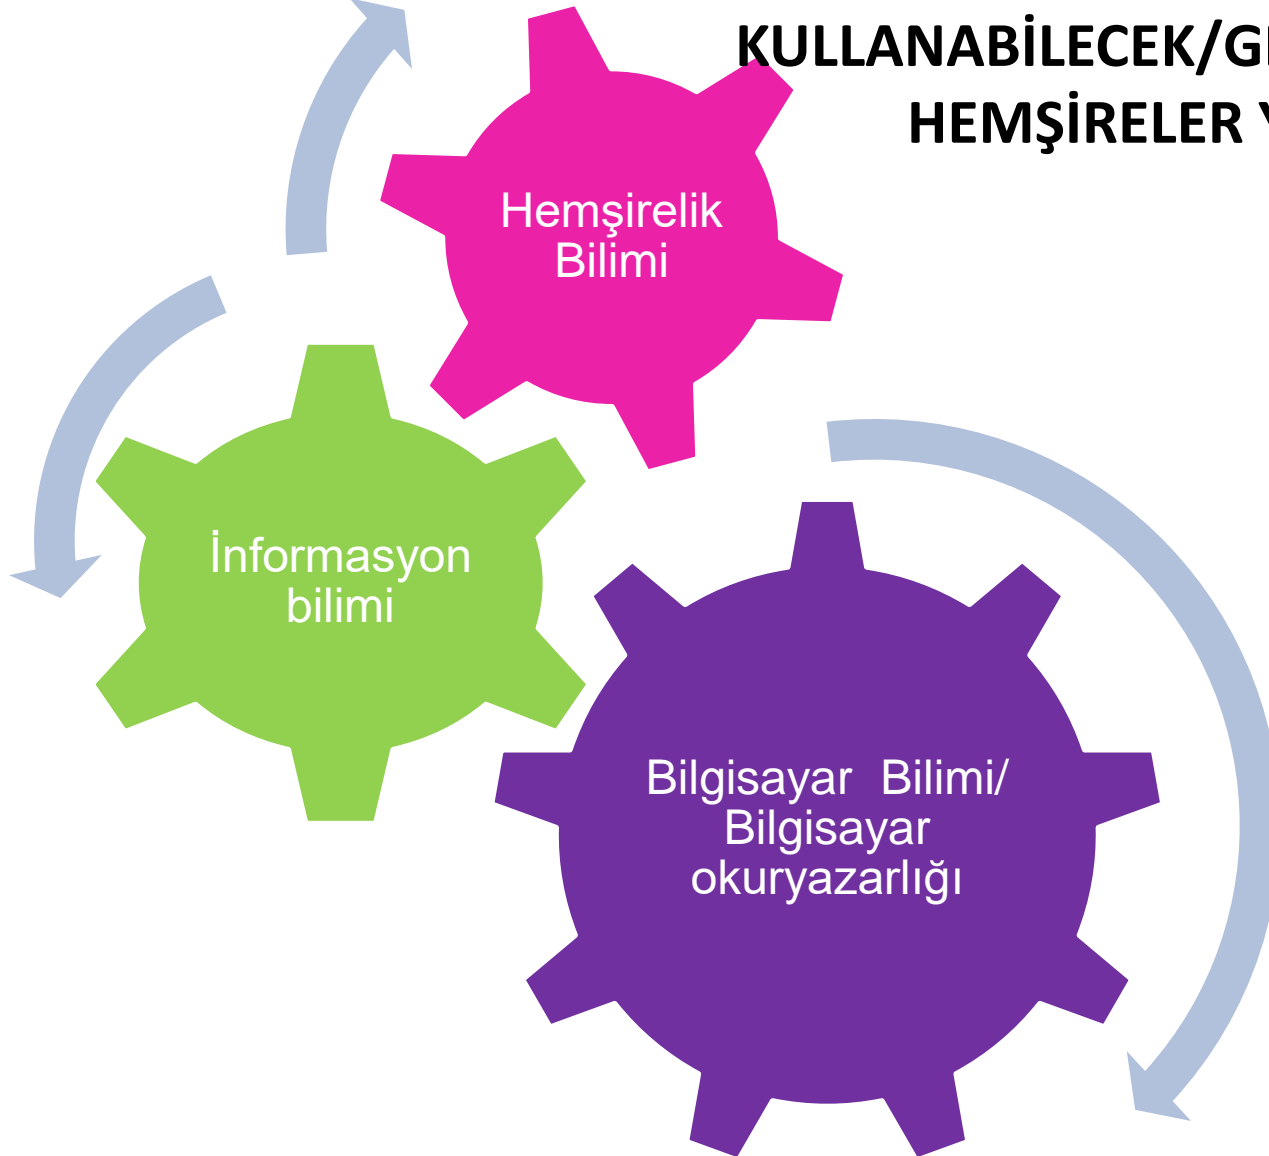 KULLANABİLECEK/
HEMŞİRELER
Hemşirelik
Bilimi
İnformasyon
bilimi
Bilgisayar  Bilimi/
Bilgisayar
okuryazarlığı